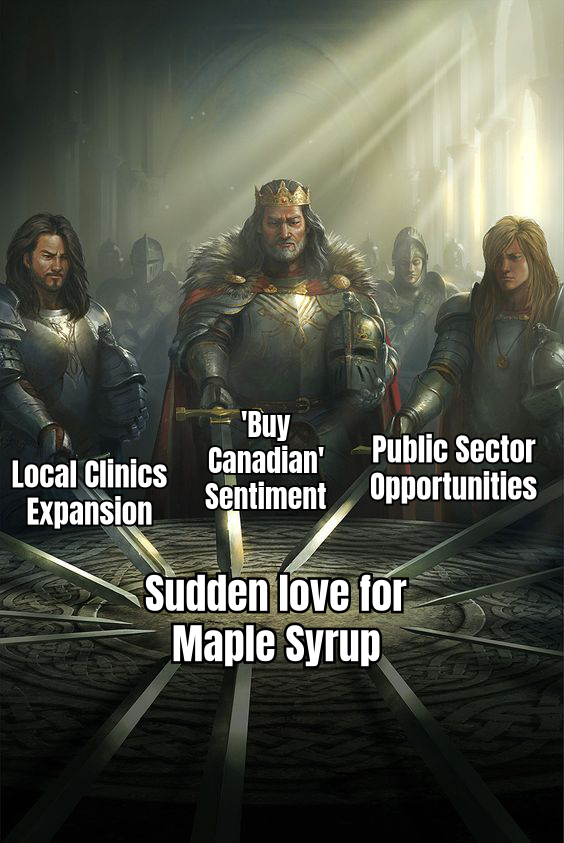 Local Clinics
Expansion
'Buy
Canadian'
Sentiment
Public Sector
Opportunities
Sudden love for
Maple Syrup